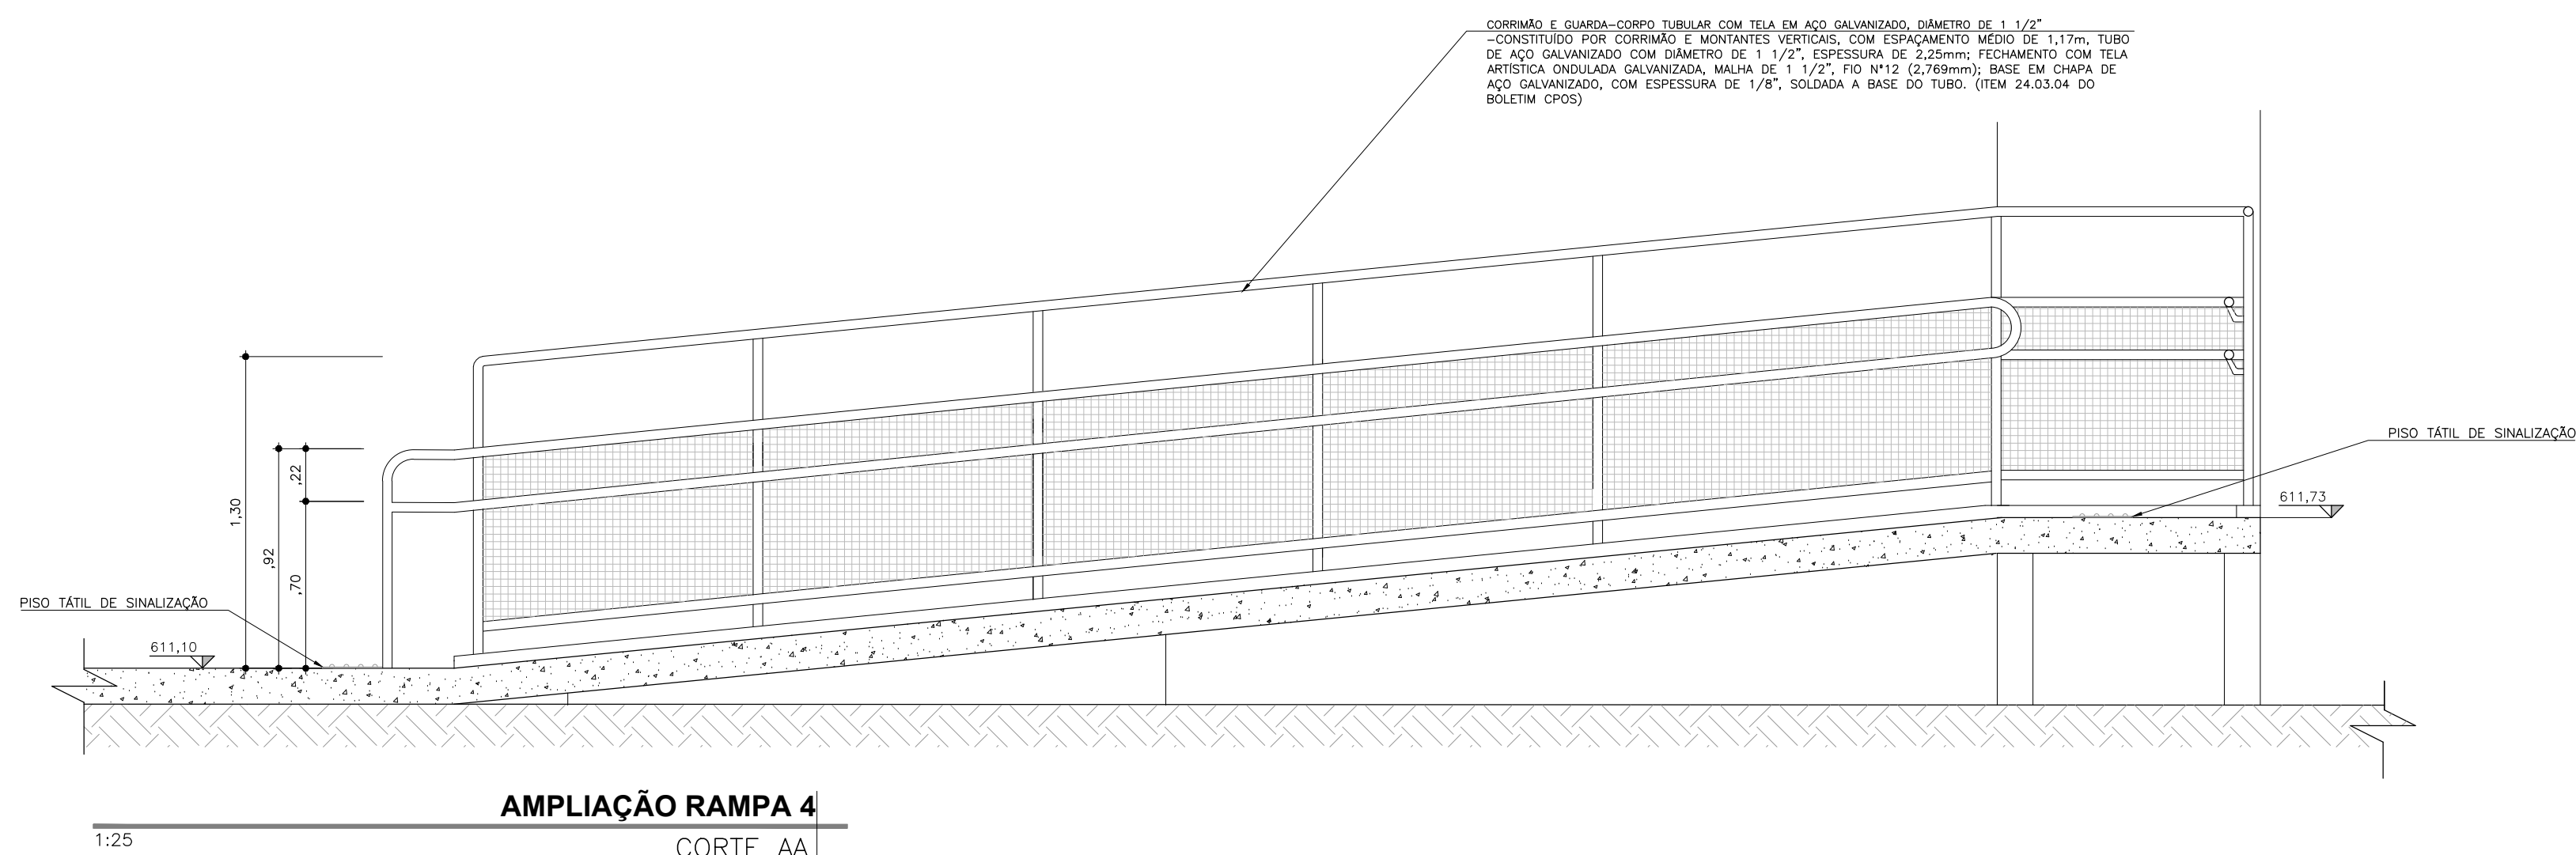 CORRIMÃO E GUARDA-CORPO TUBULAR COM TELA EM AÇO GALVANIZADO, DIÂMETRO DE 1 1/2"
-CONSTITUÍDO POR CORRIMÃO E MONTANTES VERTICAIS, COM ESPAÇAMENTO MÉDIO DE 1,17m, TUBO
DE AÇO GALVANIZADO COM DIÂMETRO DE 1 1/2", ESPESSURA DE 2,25mm; FECHAMENTO COM TELA
ARTÍSTICA ONDULADA GALVANIZADA, MALHA DE 1 1/2", FIO Nº12 (2,769mm); BASE EM CHAPA DE
AÇO GALVANIZADO, COM ESPESSURA DE 1/8", SOLDADA A BASE DO TUBO. (ITEM 24.03.04 DO
BOLETIM CPOS)
PISO TÁTIL DE SINALIZAÇÃO
611,73
1,30
,92
,22
,70
PISO TÁTIL DE SINALIZAÇÃO
611,10
AMPLIAÇÃO RAMPA 4
1:25
CORTE AA